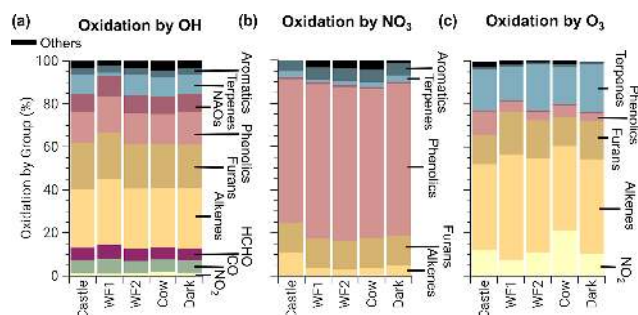 (a) Oxidation by OH
Others
Oxidation by Group (%)
100
80
60
40
20
0
Aromatics
Terpenes
NAOs
Phenolics
Furans
Alkenes
HCHO
CO
NO2
Castle
WF1
WF2
Cow
Dark
(b) Oxidation by NO3
Aromatics
Terpenes
Phenolics
Furans
Alkenes
Castle
WF1
WF2
Cow
Dark
(c) Oxidation by O3
Terpenes
Phenolics
Furans
Alkenes
NO2
Castle
WF1
WF2
Cow
Dark